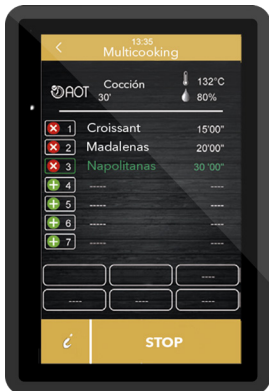 13:35
Multicooking
AOT
Cocción
30'
132°C
80%
1 Croissant 15'00"
2 Madalenas 20'00"
3 Napolitanas 30 '00"
4 ----- ----
5 ----- ----
6 ----- ----
7 ----- ----
----
---- ---- ----
i STOP